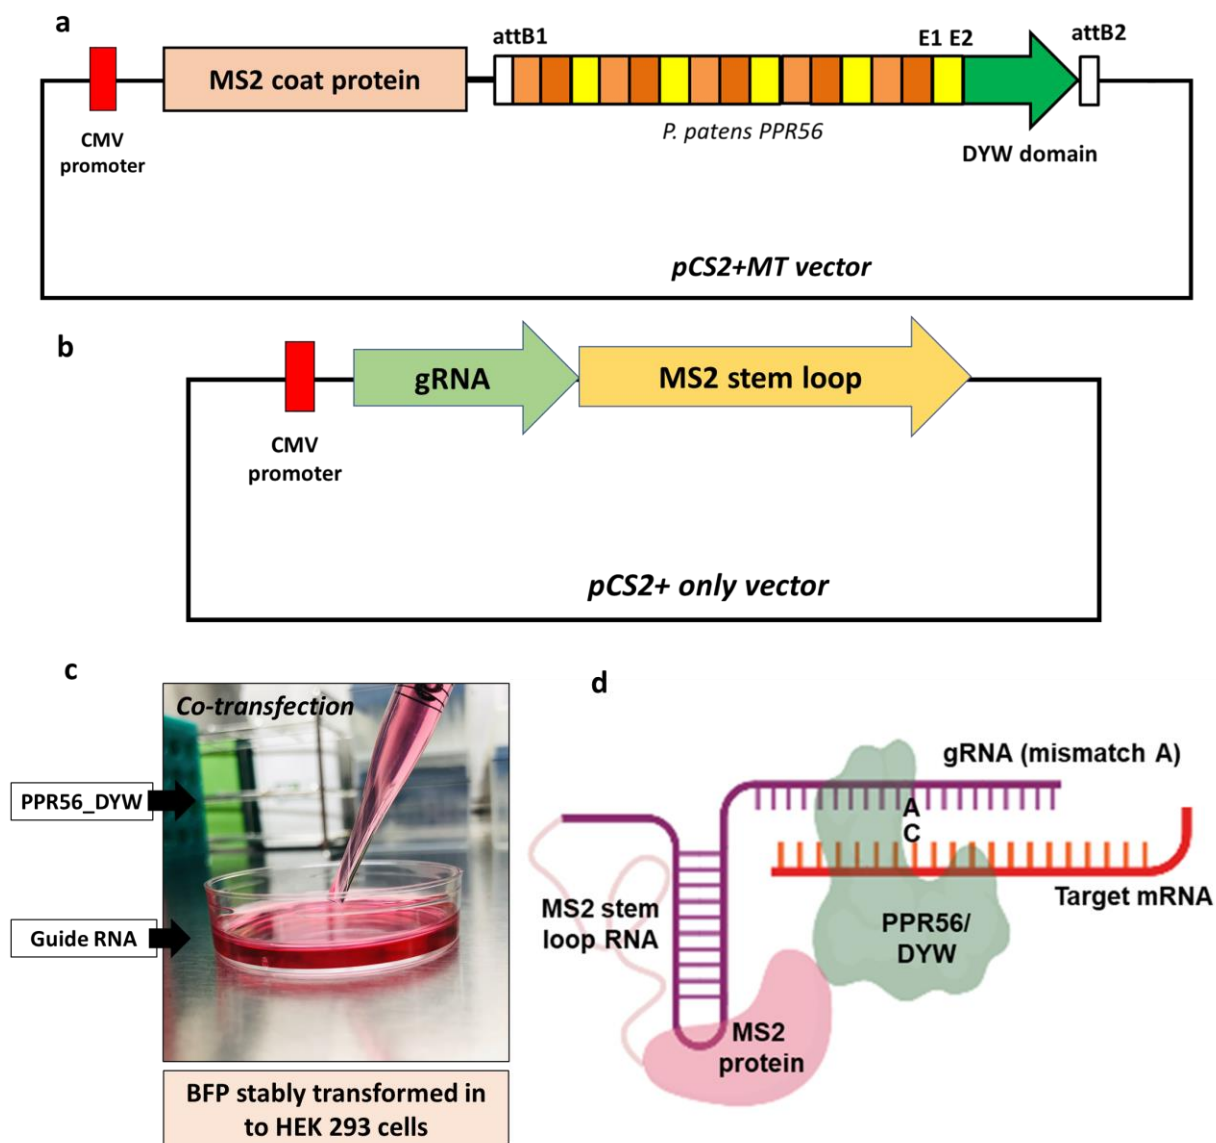 a
attB1
E1 E2
attB2
MS2 coat protein
CMV
promoter
P. patens PPR56
DYW domain
pCS2+MT vector
b
gRNA
MS2 stem loop
CMV
promoter
pCS2+ only vector
c
Co-transfection
PPR56_DYW
Guide RNA
BFP stably transformed in
to HEK 293 cells
d
gRNA (mismatch A)
A
C
Target mRNA
MS2 stem
loop RNA
PPR56/
DYW
MS2
protein